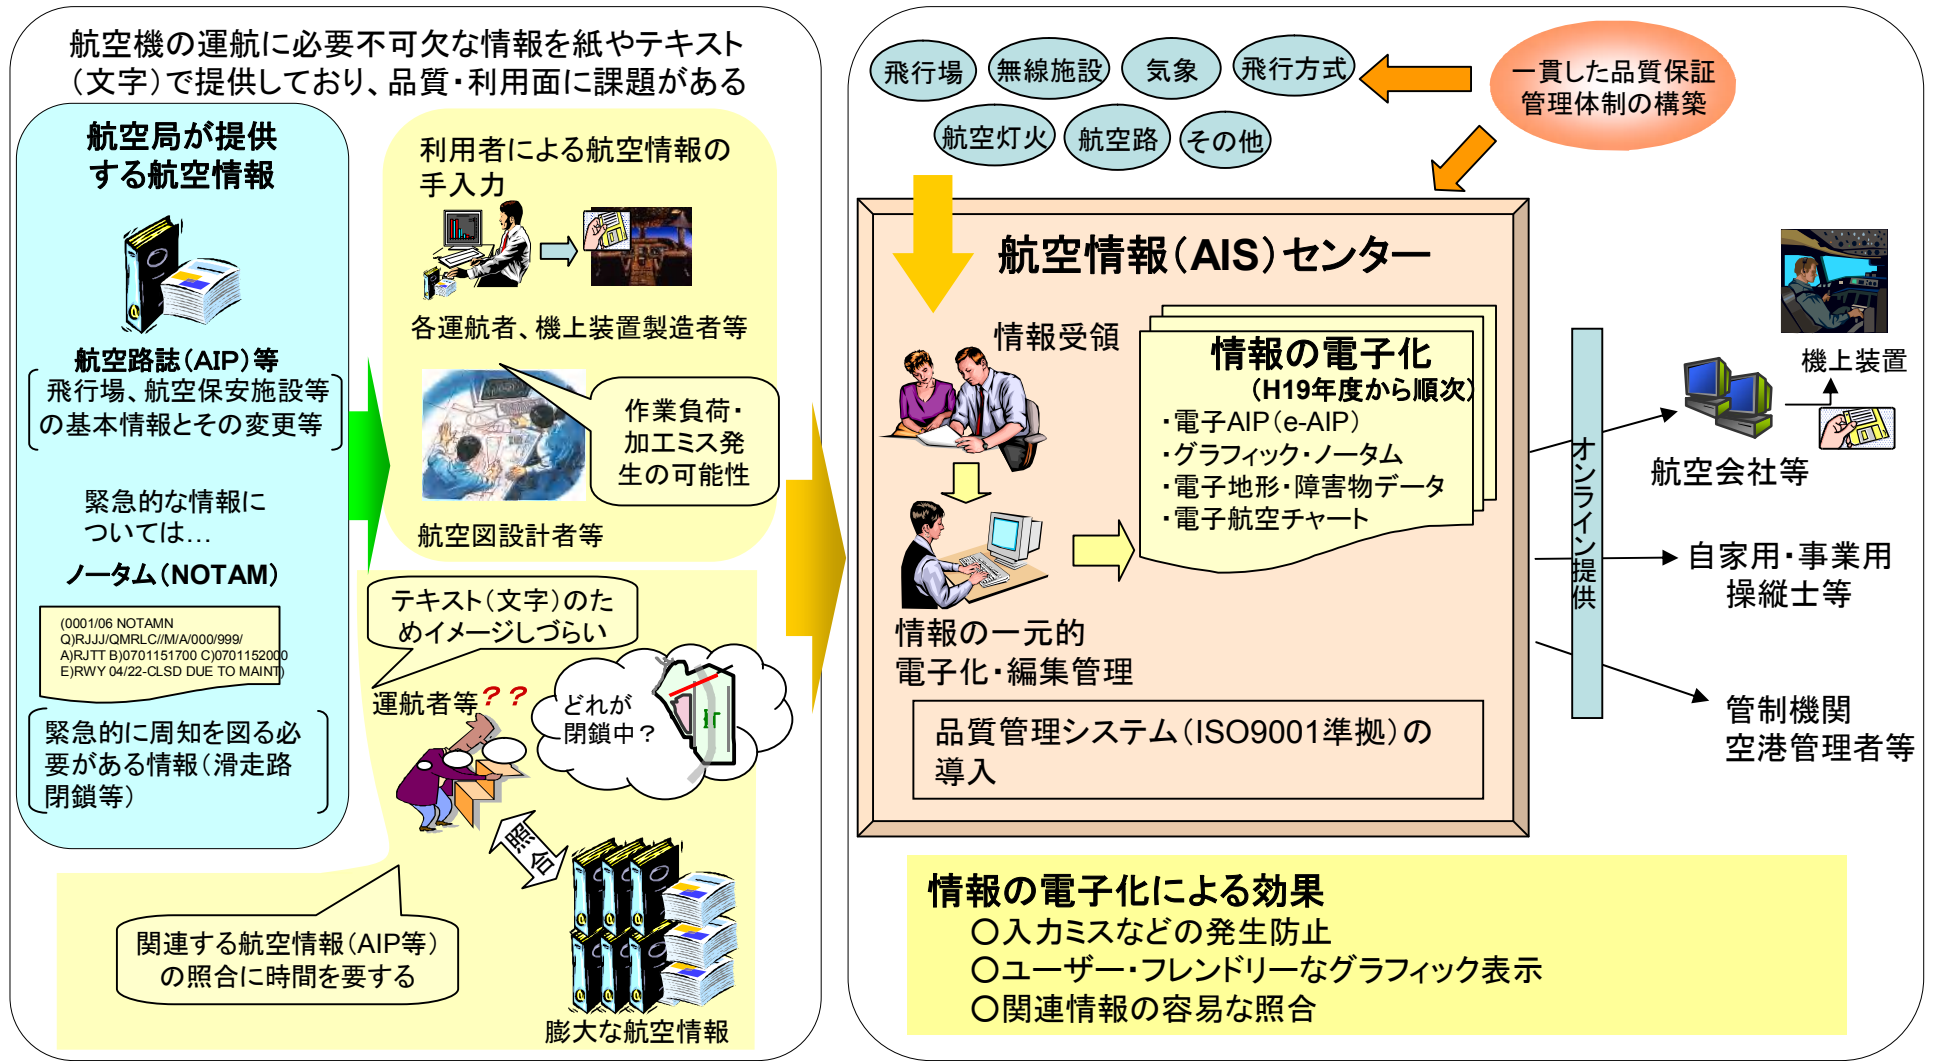 航空機の運航に必要不可欠な情報を紙やテキスト
（文字）で提供しており、品質・利用面に課題がある
航空局が提供
する航空情報
航空路誌（AIP）等
飛行場、航空保安施設等
の基本情報とその変更等
緊急的な情報に
ついては…
ノータム（NOTAM）
(0001/06 NOTAMN
Q)RJJJ/QMRLC//M/A/000/999/
A)RJTT B)0701151700 C)0701152000
E)RWY 04/22-CLSD DUE TO MAINT)
緊急的に周知を図る必
要がある情報（滑走路
閉鎖等）
利用者による航空情報の
手入力
各運航者、機上装置製造者等
作業負荷・
加工ミス発
生の可能性
航空図設計者等
テキスト（文字）のた
めイメージしづらい
運航者等？？
どれが
閉鎖中？
照合
関連する航空情報（AIP等）
の照合に時間を要する
膨大な航空情報
飛行場
無線施設
気象
飛行方式
航空灯火
航空路
その他
一貫した品質保証
管理体制の構築
航空情報（AIS）センター
情報受領
情報の電子化
（H19年度から順次）
・電子AIP（e-AIP）
・グラフィック・ノータム
・電子地形・障害物データ
・電子航空チャート
情報の一元的
電子化・編集管理
品質管理システム（ISO9001準拠）の
導入
オンライン提供
機上装置
航空会社等
自家用・事業用
操縦士等
管制機関
空港管理者等
情報の電子化による効果
〇入力ミスなどの発生防止
〇ユーザー・フレンドリーなグラフィック表示
〇関連情報の容易な照合